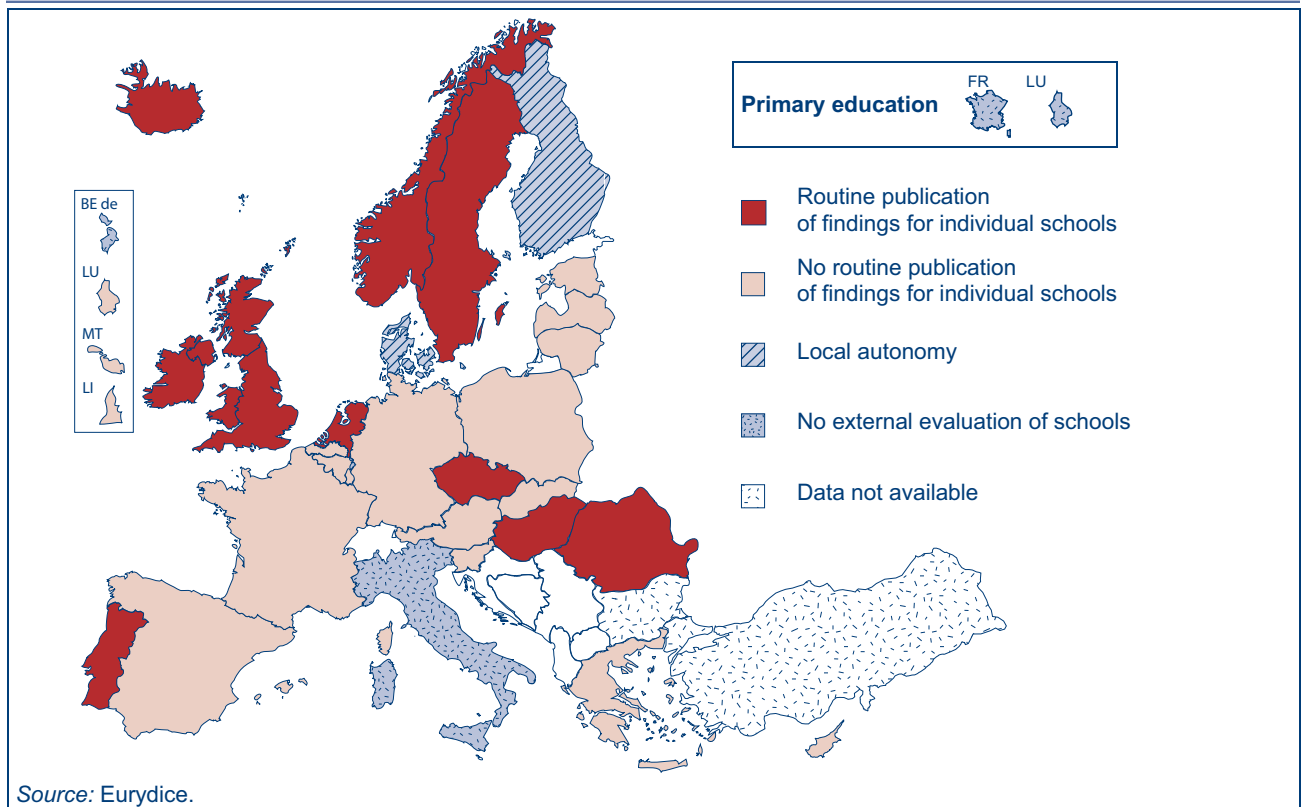 FR LU
Primary education
BE de
LU
MT
LI
Routine publication
of findings for individual schools
No routine publication
of findings for individual schools
Local autonomy
No external evaluation of schools
Data not available
Source: Eurydice.